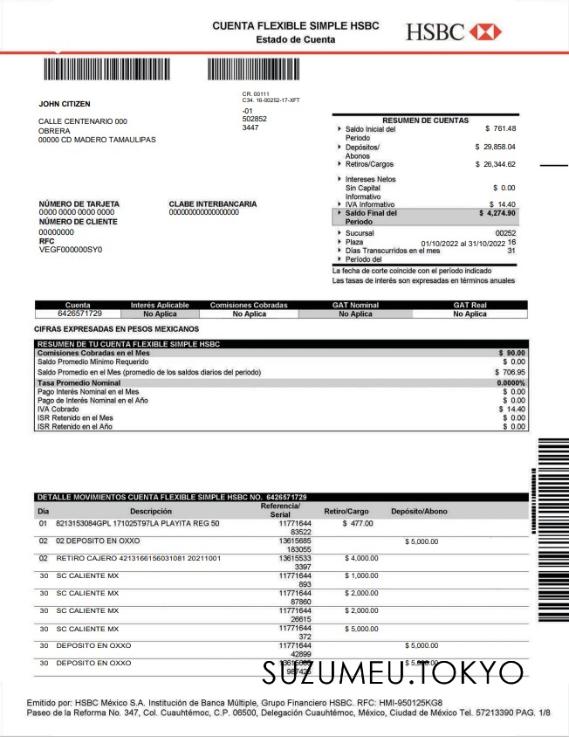 CUENTA FLEXIBLE SIMPLE HSBC
Estado de Cuenta
HSBC
CR. 00111
C34. 16-00252-17-XFT
-01
502852
3447
JOHN CITIZEN
CALLE CENTENARIO 000
OBRERA
00000 CD MADERO TAMAULIPAS
RESUMEN DE CUENTAS
Saldo Inicial del Periodo $ 761.48
Depósitos/ Abonos $ 29,858.04
Retiros/Cargos $ 26,344.62
Intereses Netos
Sin Capital $ 0.00
Informativo
IVA Informativo $ 14.40
Saldo Final del Periodo $ 4,274.90
Sucursal 00252
Plaza 16
Días Transcurridos en el mes 31
Periodo del 01/10/2022 al 31/10/2022
La fecha de corte coincide con el periodo indicado
Las tasas de interés son expresadas en términos anuales
NÚMERO DE TARJETA
0000 0000 0000 0000
NÚMERO DE CLIENTE
00000000
RFC
VEGF000000SY0
CLABE INTERBANCARIA
000000000000000000
Cuenta Interés Aplicable Comisiones Cobradas GAT Nominal GAT Real
6426571729 No Aplica No Aplica No Aplica No Aplica
CIFRAS EXPRESADAS EN PESOS MEXICANOS
RESUMEN DE TU CUENTA FLEXIBLE SIMPLE HSBC
Comisiones Cobradas en el Mes $ 90.00
Saldo Promedio Mínimo Requerido $ 0.00
Saldo Promedio en el Mes (promedio de los saldos diarios del periodo) $ 706.95
Tasa Promedio Nominal 0.0000%
Pago Interés Nominal en el Mes $ 0.00
Pago de Interés Nominal en el Año $ 0.00
IVA Cobrado $ 14.40
ISR Retenido en el Mes $ 0.00
ISR Retenido en el Año $ 0.00
DETALLE MOVIMIENTOS CUENTA FLEXIBLE SIMPLE HSBC NO. 6426571729
Día Descripción Referencia/ Serial Retiro/Cargo Depósito/Abono
01 8213153084GPL 171025T97LA PLAYITA REG 50 11771644 $ 477.00
83522
02 02 DEPOSITO EN OXXO 13615685 $ 5,000.00
183055
02 RETIRO CAJERO 4213166156031081 20211001 13615533 $ 4,000.00
3397
30 SC CALIENTE MX 11771644 $ 1,000.00
893
30 SC CALIENTE MX 11771644 $ 2,000.00
87860
30 SC CALIENTE MX 11771644 $ 2,000.00
26615
30 SC CALIENTE MX 11771644 $ 5,000.00
372
30 DEPOSITO EN OXXO 11771644 $ 5,000.00
42899
30 DEPOSITO EN OXXO
SUZUMEU.TOKYO
Emitido por: HSBC México S.A. Institución de Banca Múltiple, Grupo Financiero HSBC. RFC: HMI-950125KG8
Paseo de la Reforma No. 347, Col. Cuauhtémoc, C.P. 06500, Delegación Cuauhtémoc, México, Ciudad de México Tel. 57213390 PAG. 1/8